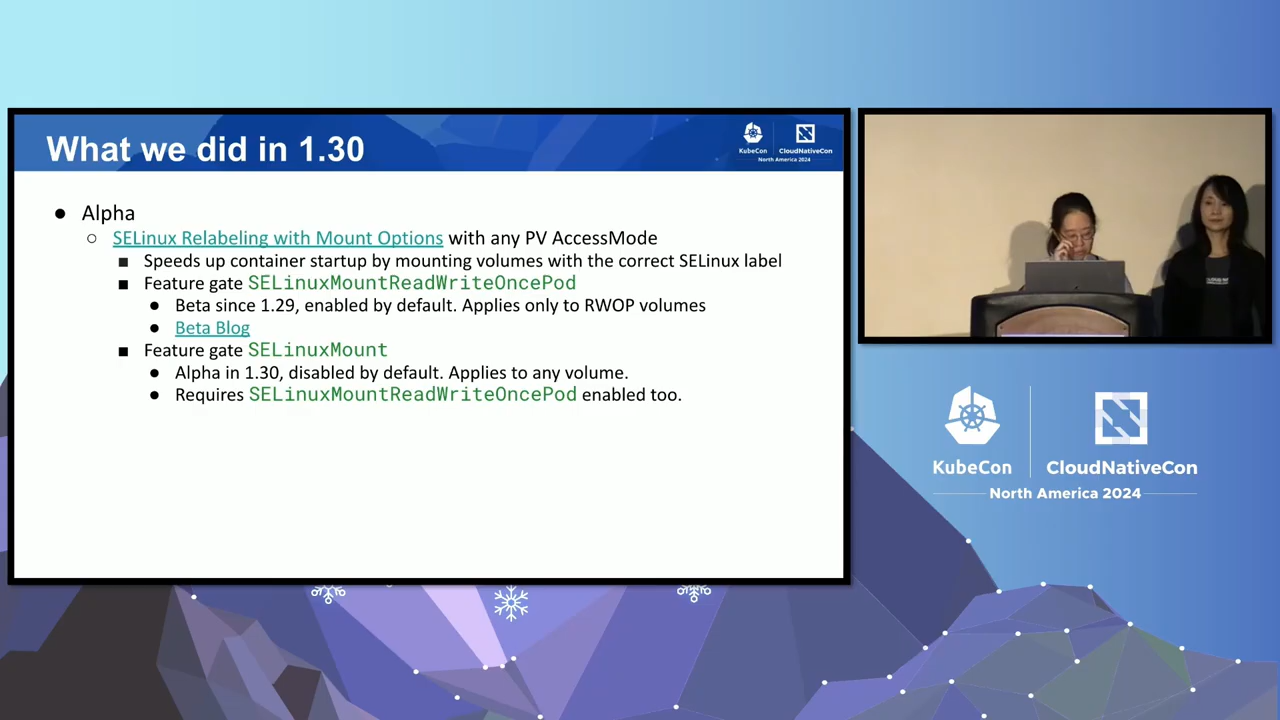 What we did in 1.30
KubeCon
CloudNativeCon
North America 2024
● Alpha
○ SELinux Relabeling with Mount Options with any PV AccessMode
■ Speeds up container startup by mounting volumes with the correct SELinux label
■ Feature gate SELinuxMountReadWriteOncePod
● Beta since 1.29, enabled by default. Applies only to RWOP volumes
● Beta Blog
■ Feature gate SELinuxMount
● Alpha in 1.30, disabled by default. Applies to any volume.
● Requires SELinuxMountReadWriteOncePod enabled too.
KubeCon
CloudNativeCon
North America 2024